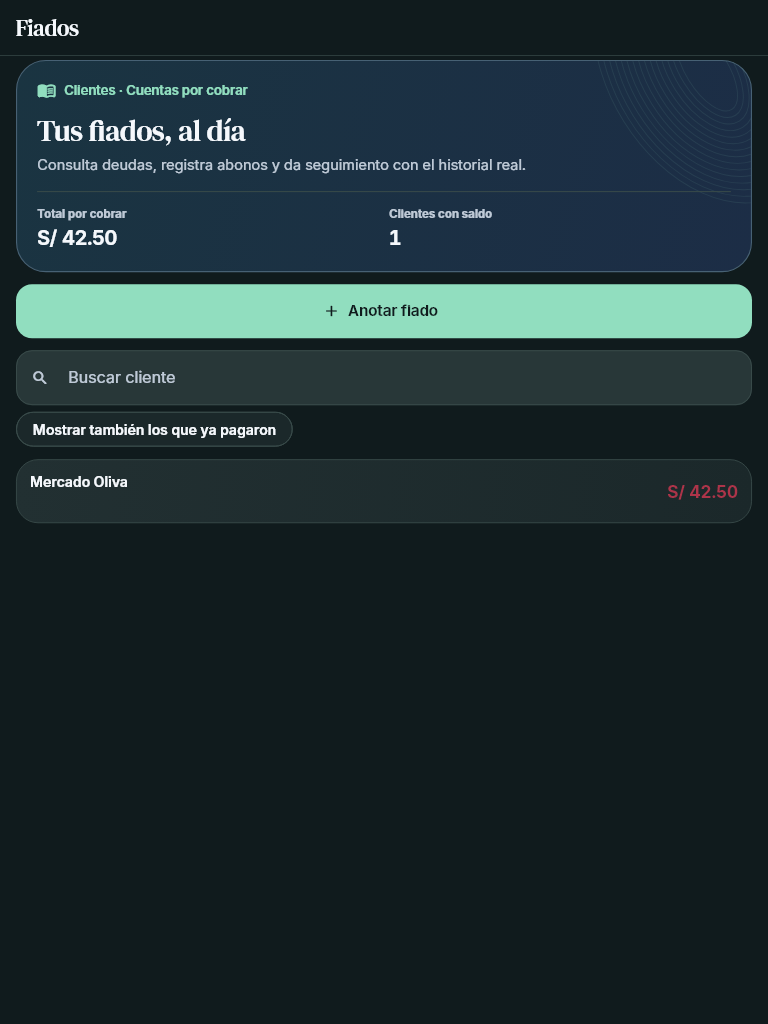 Fiados
Clientes · Cuentas por cobrar
Tus fiados, al día
Consulta deudas, registra abonos y da seguimiento con el historial real.
Total por cobrar
S/ 42.50
Clientes con saldo
1
+ Anotar fiado
Buscar cliente
Mostrar también los que ya pagaron
Mercado Oliva
S/ 42.50